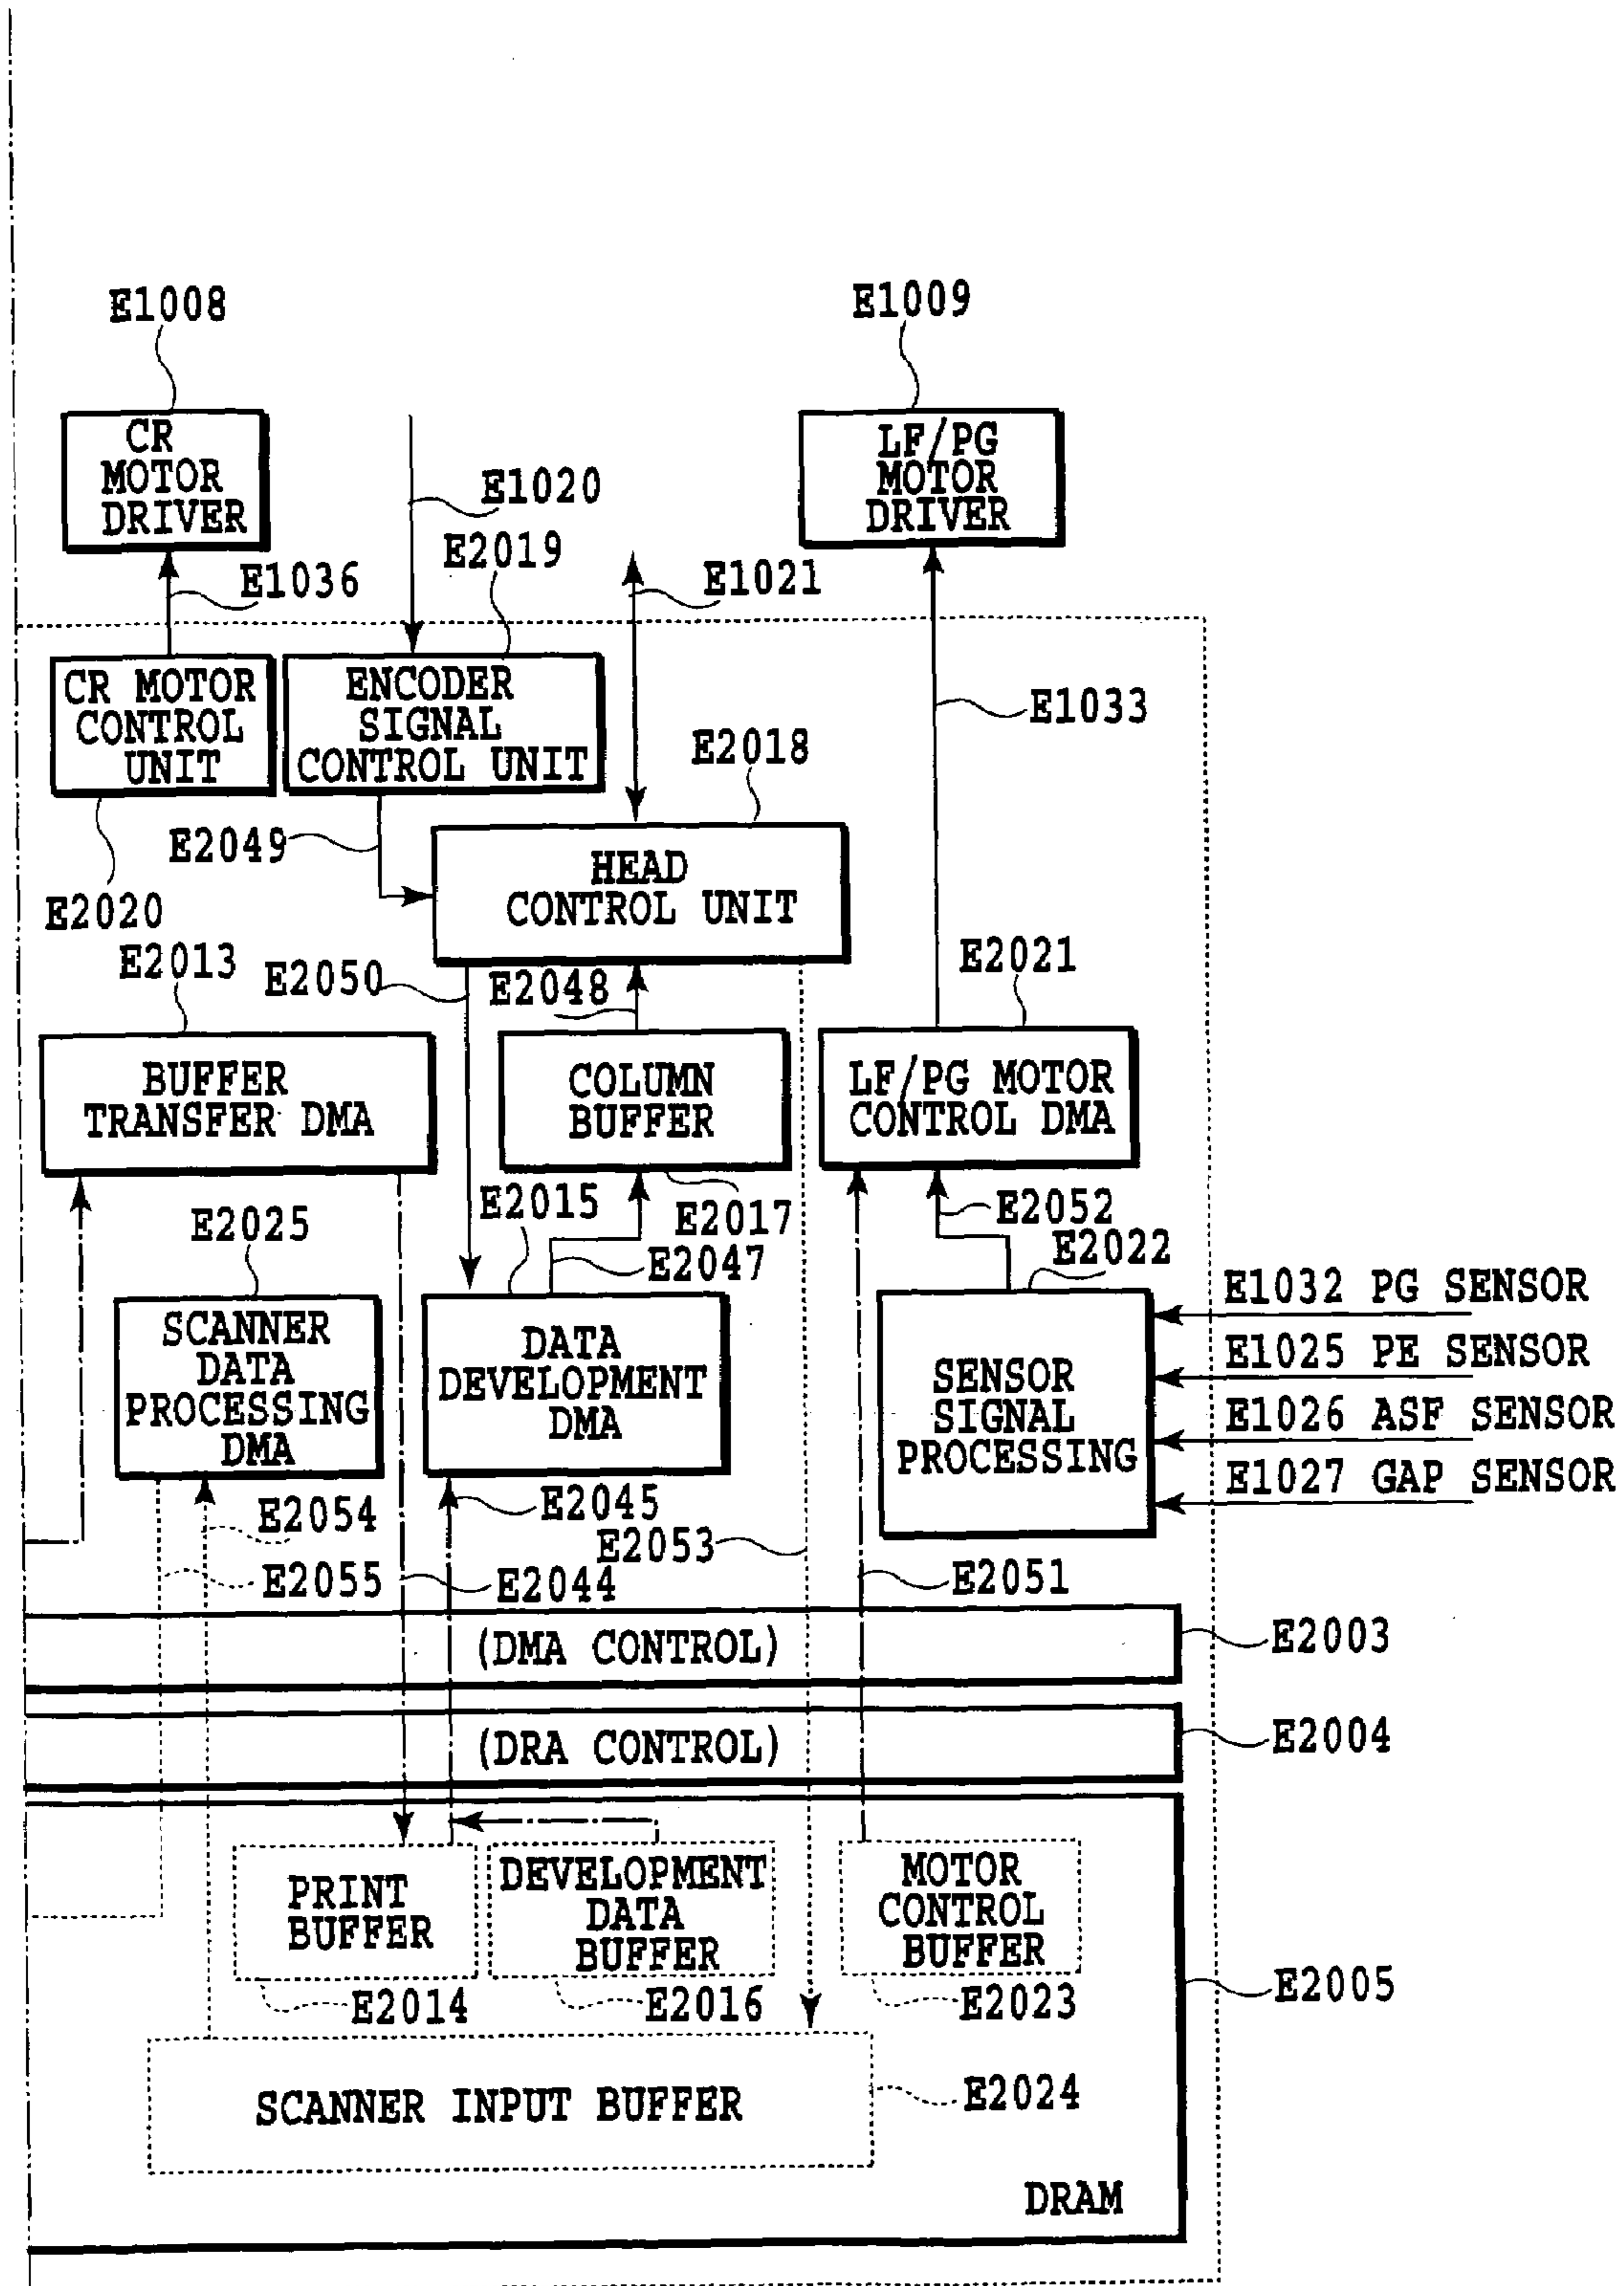 E1008
E1009
CR
MOTOR
DRIVER
LF/PG
MOTOR
DRIVER
E1020
E2019
E1036
E1021
CR MOTOR
CONTROL
UNIT
ENCODER
SIGNAL
CONTROL UNIT
E1033
E2018
E2049
HEAD
CONTROL UNIT
E2020
E2013
E2050
E2048
E2021
BUFFER
TRANSFER DMA
COLUMN
BUFFER
LF/PG MOTOR
CONTROL DMA
E2025
E2015
E2017
E2047
E2052
E2022
SCANNER
DATA
PROCESSING
DMA
DATA
DEVELOPMENT
DMA
SENSOR
SIGNAL
PROCESSING
E1032 PG SENSOR
E1025 PE SENSOR
E1026 ASF SENSOR
E1027 GAP SENSOR
E2054
E2045
E2053
E2055
E2044
E2051
(DMA CONTROL)
E2003
(DRA CONTROL)
E2004
PRINT
BUFFER
DEVELOPMENT
DATA
BUFFER
MOTOR
CONTROL
BUFFER
E2014
E2016
E2023
E2005
SCANNER INPUT BUFFER
E2024
DRAM